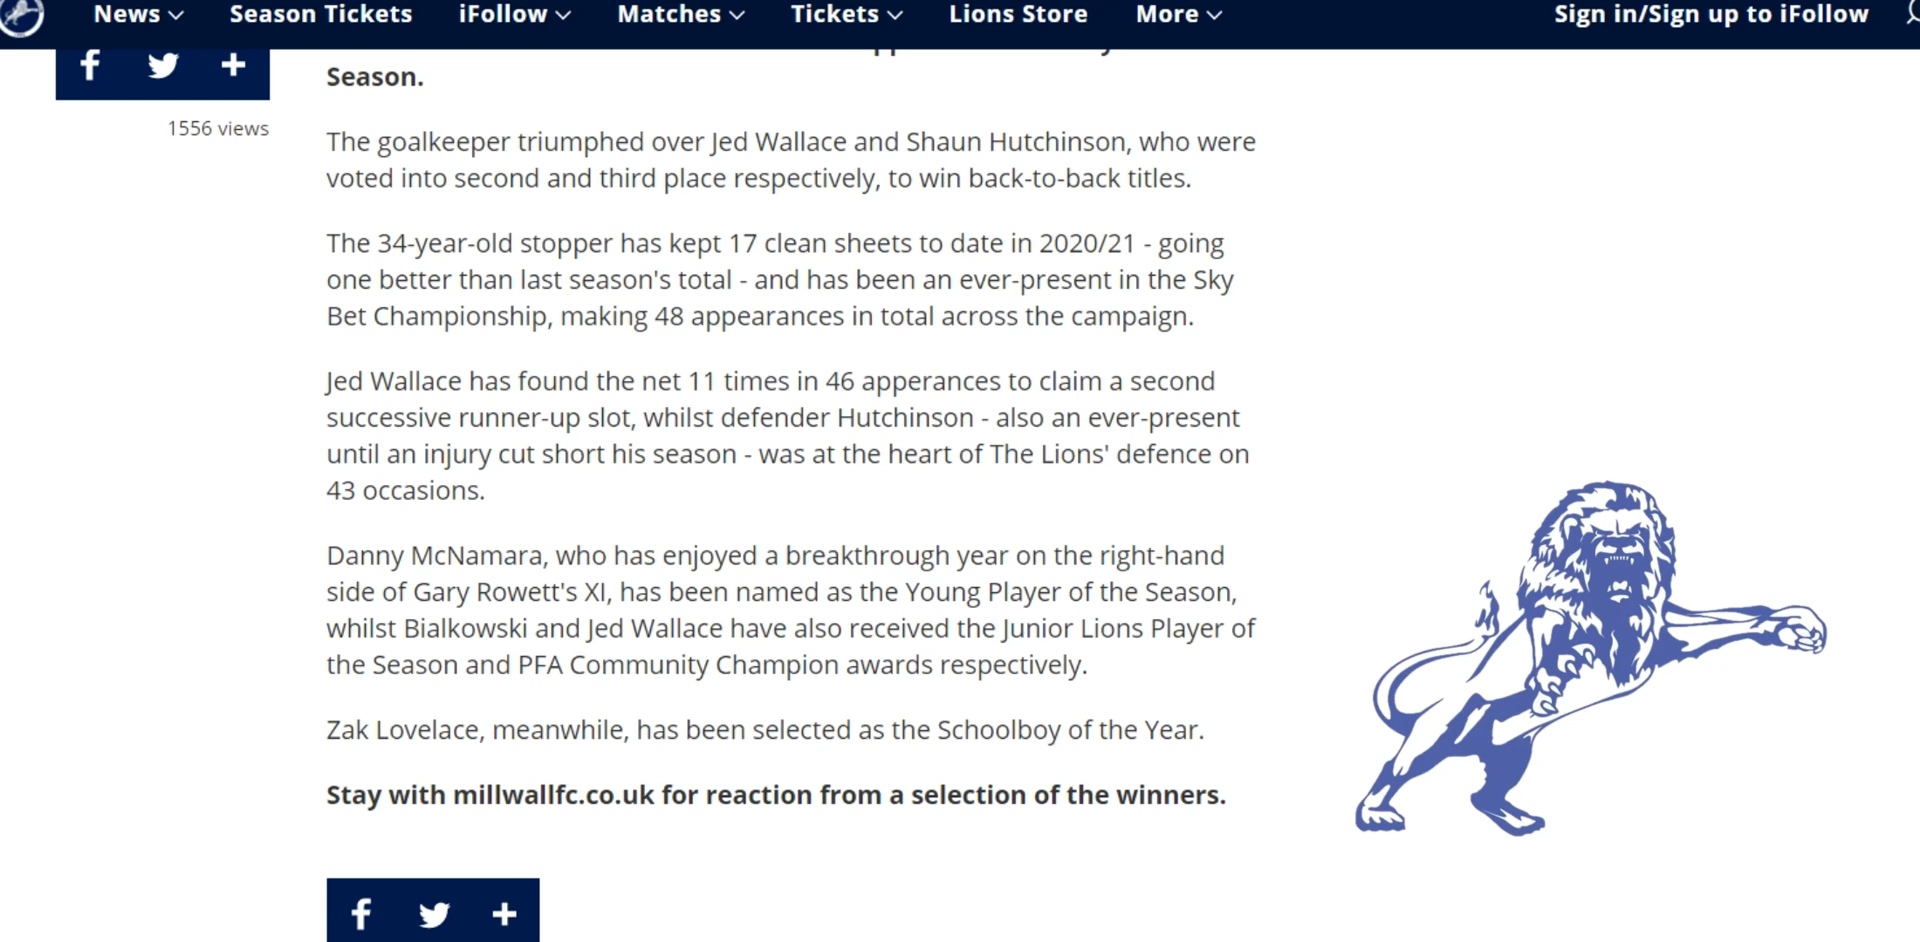 News
Season Tickets
iFollow
Matches
Tickets
Lions Store
More
Sign in/Sign up to iFollow
1556 views
Season.
The goalkeeper triumphed over Jed Wallace and Shaun Hutchinson, who were
voted into second and third place respectively, to win back-to-back titles.
The 34-year-old stopper has kept 17 clean sheets to date in 2020/21 - going
one better than last season's total - and has been an ever-present in the Sky
Bet Championship, making 48 appearances in total across the campaign.
Jed Wallace has found the net 11 times in 46 apperances to claim a second
successive runner-up slot, whilst defender Hutchinson - also an ever-present
until an injury cut short his season - was at the heart of The Lions' defence on
43 occasions.
Danny McNamara, who has enjoyed a breakthrough year on the right-hand
side of Gary Rowett's XI, has been named as the Young Player of the Season,
whilst Bialkowski and Jed Wallace have also received the Junior Lions Player of
the Season and PFA Community Champion awards respectively.
Zak Lovelace, meanwhile, has been selected as the Schoolboy of the Year.
Stay with millwallfc.co.uk for reaction from a selection of the winners.